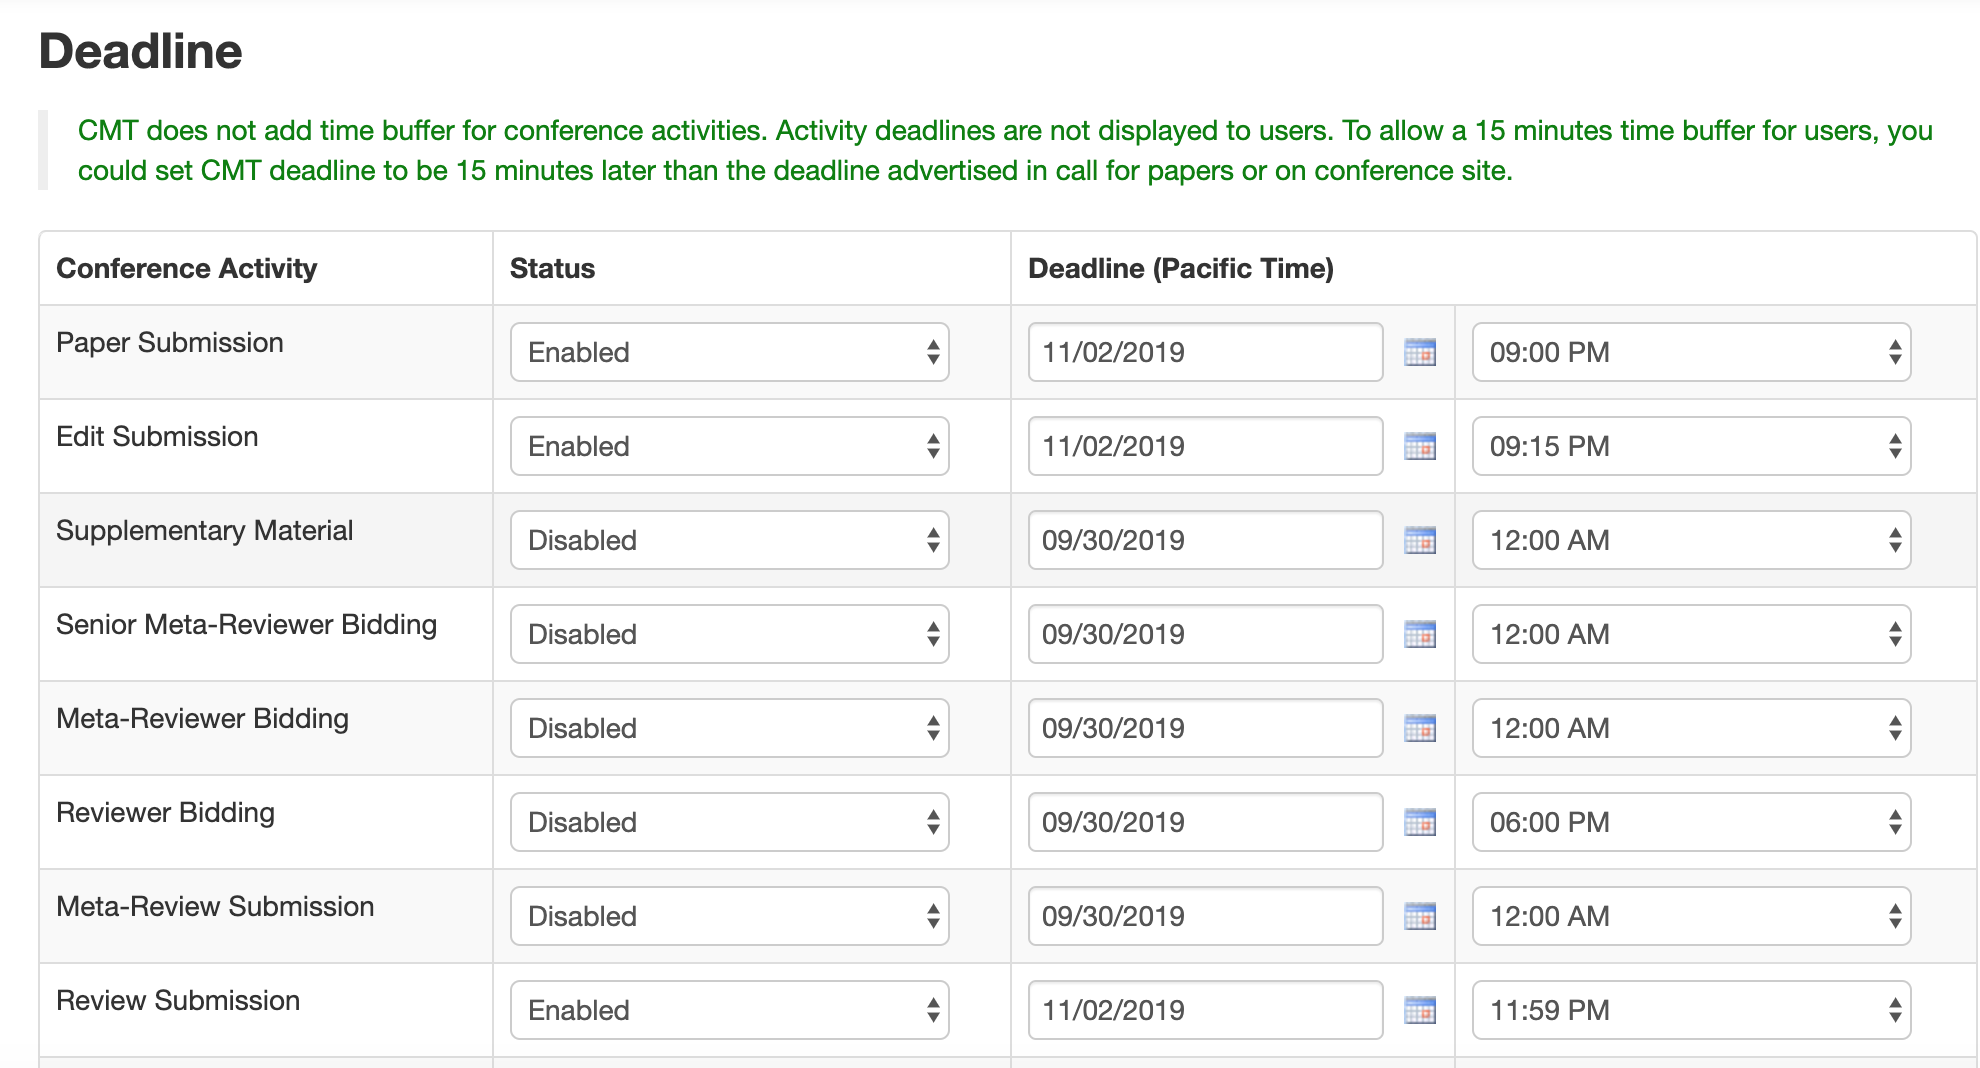 Deadline
CMT does not add time buffer for conference activities. Activity deadlines are not displayed to users. To allow a 15 minutes time buffer for users, you
could set CMT deadline to be 15 minutes later than the deadline advertised in call for papers or on conference site.
Conference Activity Status Deadline (Pacific Time)
Paper Submission Enabled 11/02/2019 09:00 PM
Edit Submission Enabled 11/02/2019 09:15 PM
Supplementary Material Disabled 09/30/2019 12:00 AM
Senior Meta-Reviewer Bidding Disabled 09/30/2019 12:00 AM
Meta-Reviewer Bidding Disabled 09/30/2019 12:00 AM
Reviewer Bidding Disabled 09/30/2019 06:00 PM
Meta-Review Submission Disabled 09/30/2019 12:00 AM
Review Submission Enabled 11/02/2019 11:59 PM